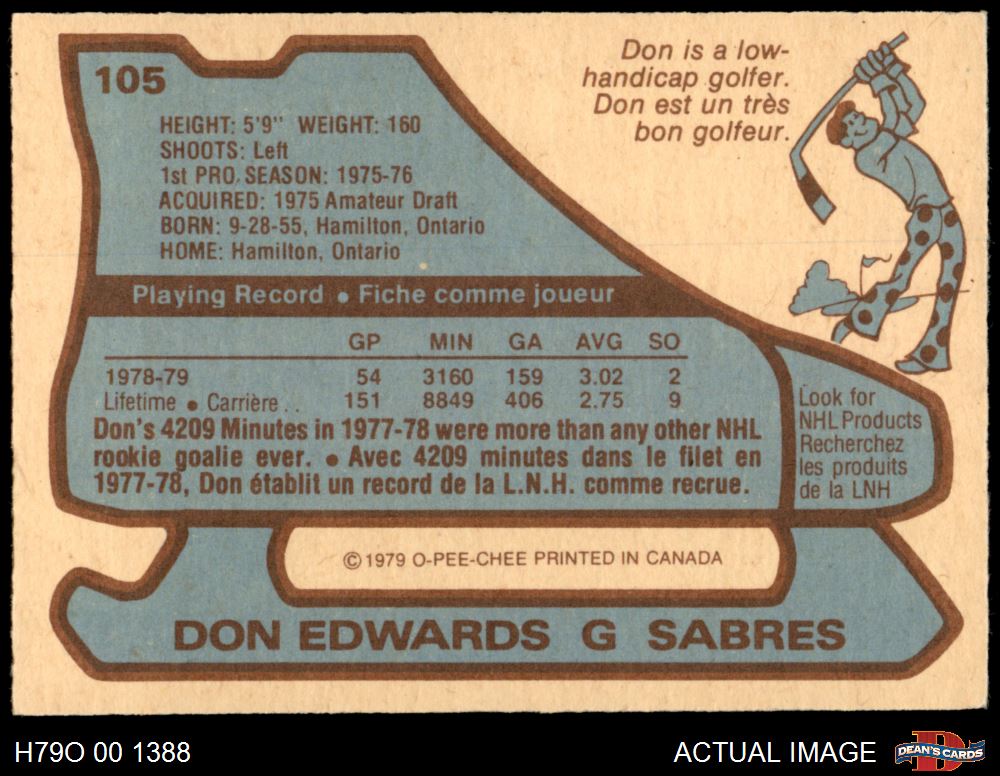 105
Don is a low-
handicap golfer.
Don est un très
bon golfeur.
HEIGHT: 5'9" WEIGHT: 160
SHOOTS: Left
1st PRO. SEASON: 1975-76
ACQUIRED: 1975 Amateur Draft
BORN: 9-28-55, Hamilton, Ontario
HOME: Hamilton, Ontario
Playing Record • Fiche comme joueur
GP MIN GA AVG SO
1978-79 54 3160 159 3.02 2
Lifetime • Carrière . . 151 8849 406 2.75 9
Don's 4209 Minutes in 1977-78 were more than any other NHL
rookie goalie ever. • Avec 4209 minutes dans le filet en
1977-78, Don établit un record de la L.N.H. comme recrue.
Look for
NHL Products
Recherchez
les produits
de la LNH
© 1979 O-PEE-CHEE PRINTED IN CANADA
DON EDWARDS G SABRES
H79O 00 1388
ACTUAL IMAGE
D
DEAN'S CARDS